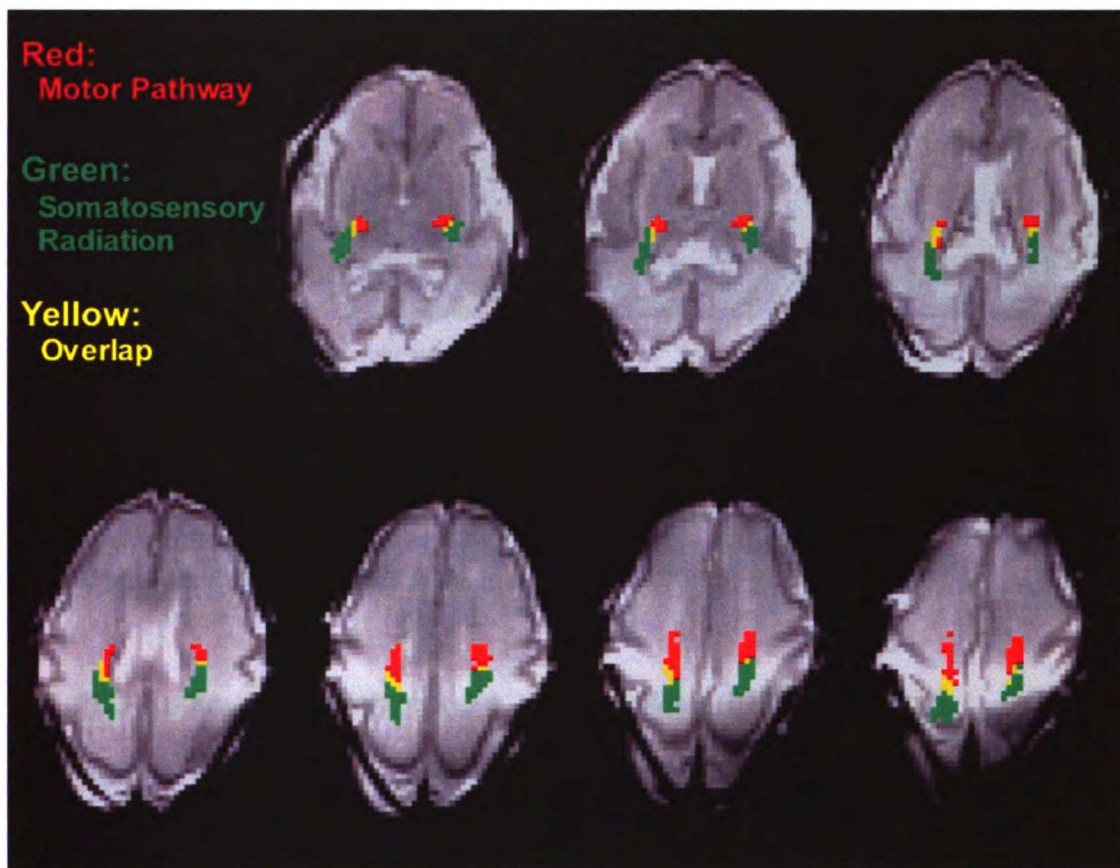 Red:
Motor Pathway
Green:
Somatosensory
Radiation
Yellow:
Overlap